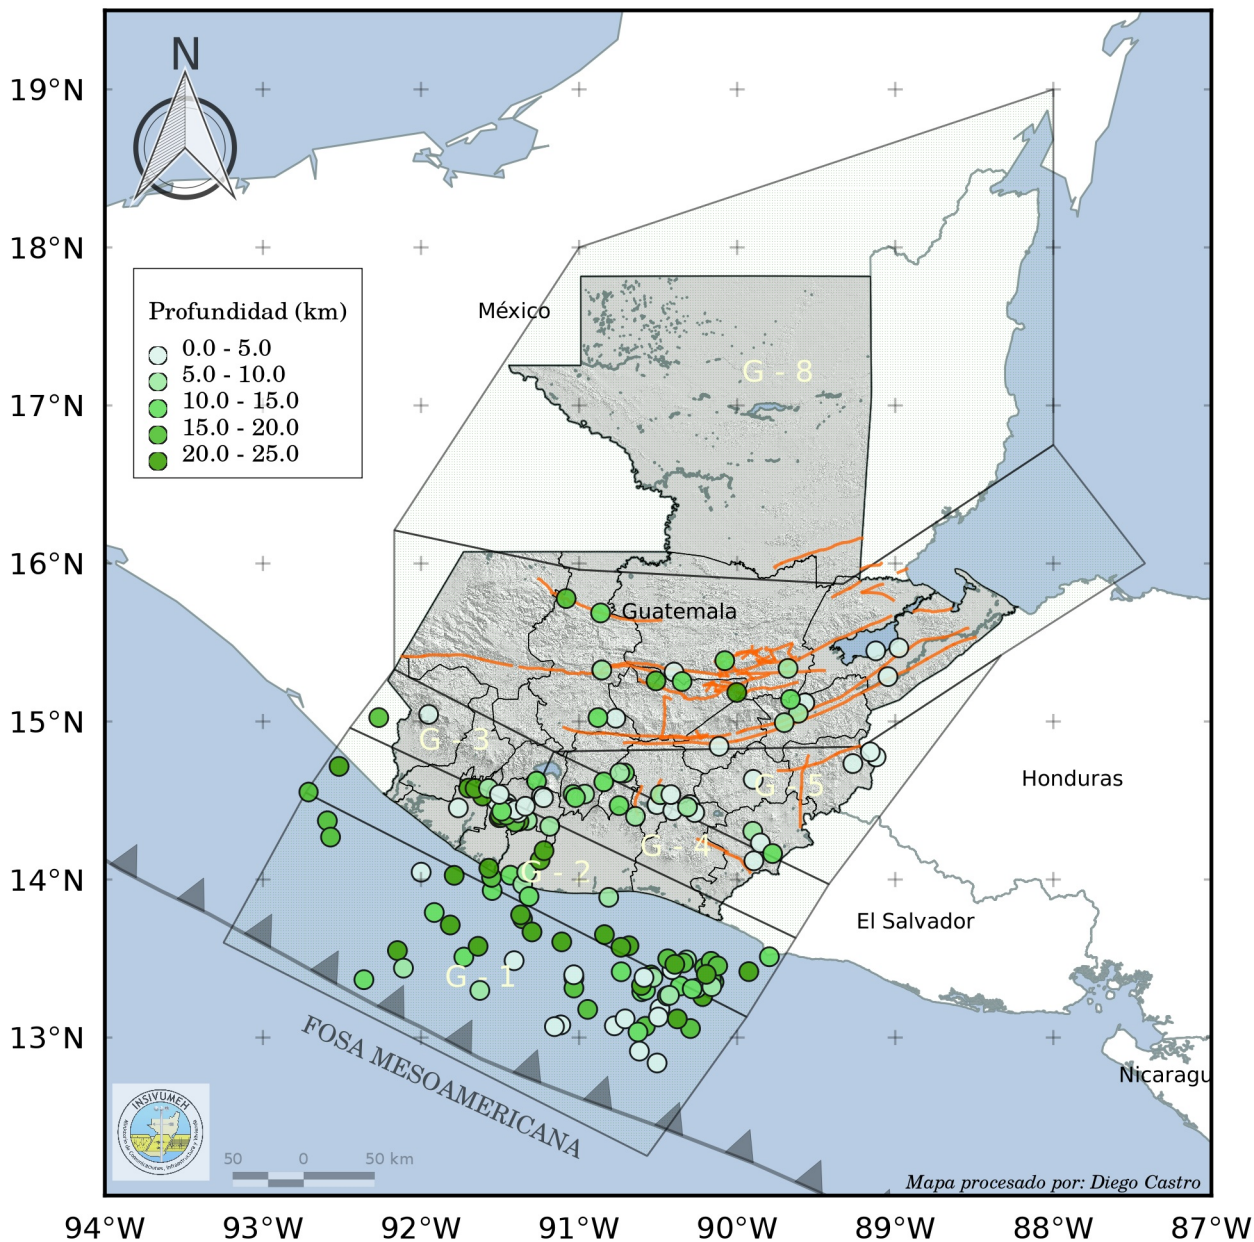 N
19°N
18°N
17°N
16°N
15°N
14°N
13°N
Profundidad (km)
0.0 - 5.0
5.0 - 10.0
10.0 - 15.0
15.0 - 20.0
20.0 - 25.0
México
G - 8
Guatemala
G - 3
G - 5
Honduras
G - 4
G - 2
El Salvador
G - 1
FOSA MESOAMERICANA
Nicaragu
INSIVUMEH
50 0 50 km
Mapa procesado por: Diego Castro
94°W 93°W 92°W 91°W 90°W 89°W 88°W 87°W